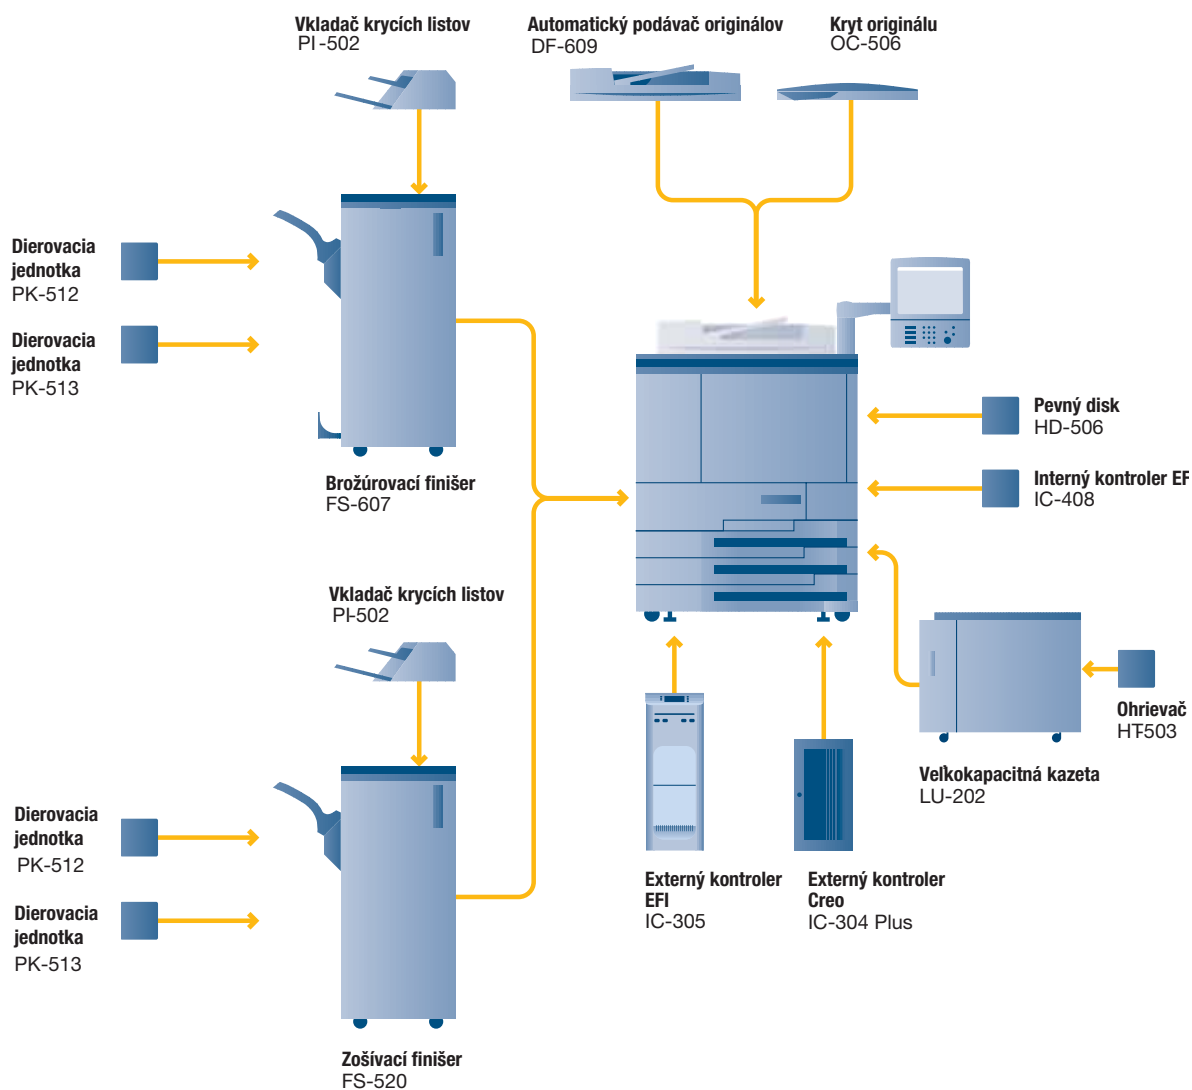 Vkladač krycích listov
PI-502
Automatický podávač originálov
DF-609
Kryt originálu
OC-506
Dierovacia
jednotka
PK-512
Dierovacia
jednotka
PK-513
Brožúrovací finišer
FS-607
Pevný disk
HD-506
Interný kontroler EF
IC-408
Vkladač krycích listov
PI-502
Ohrievač
HT-503
Veľkokapacitná kazeta
LU-202
Dierovacia
jednotka
PK-512
Dierovacia
jednotka
PK-513
Externý kontroler
EFI
IC-305
Externý kontroler
Creo
IC-304 Plus
Zošívací finišer
FS-520